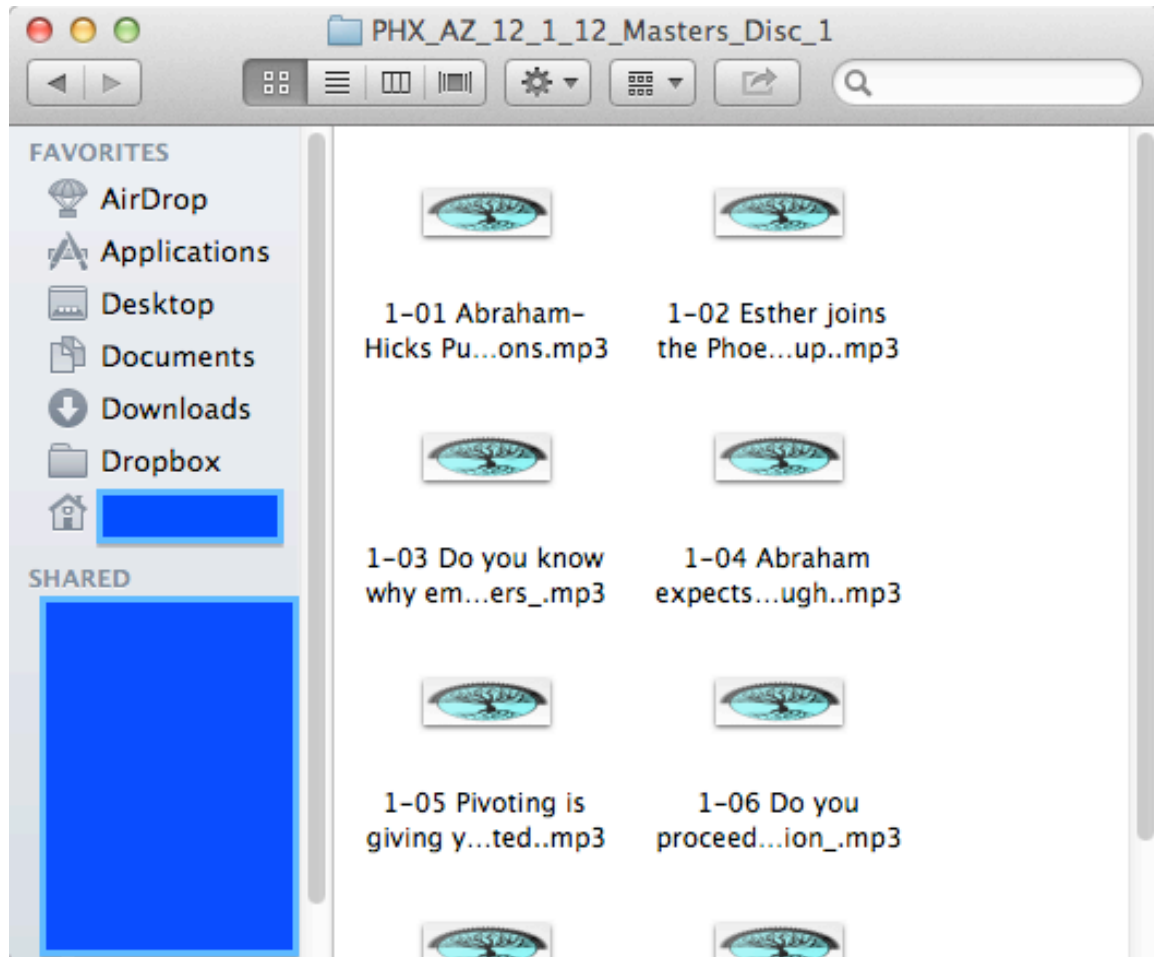 PHX_AZ_12_1_12_Masters_Disc_1
FAVORITES
AirDrop
Applications
Desktop
Documents
Downloads
Dropbox
SHARED
1-01 Abraham-
Hicks Pu...ons.mp3
1-02 Esther joins
the Phoe...up..mp3
1-03 Do you know
why em...ers_.mp3
1-04 Abraham
expects...ugh..mp3
1-05 Pivoting is
giving y...ted..mp3
1-06 Do you
proceed...ion_.mp3